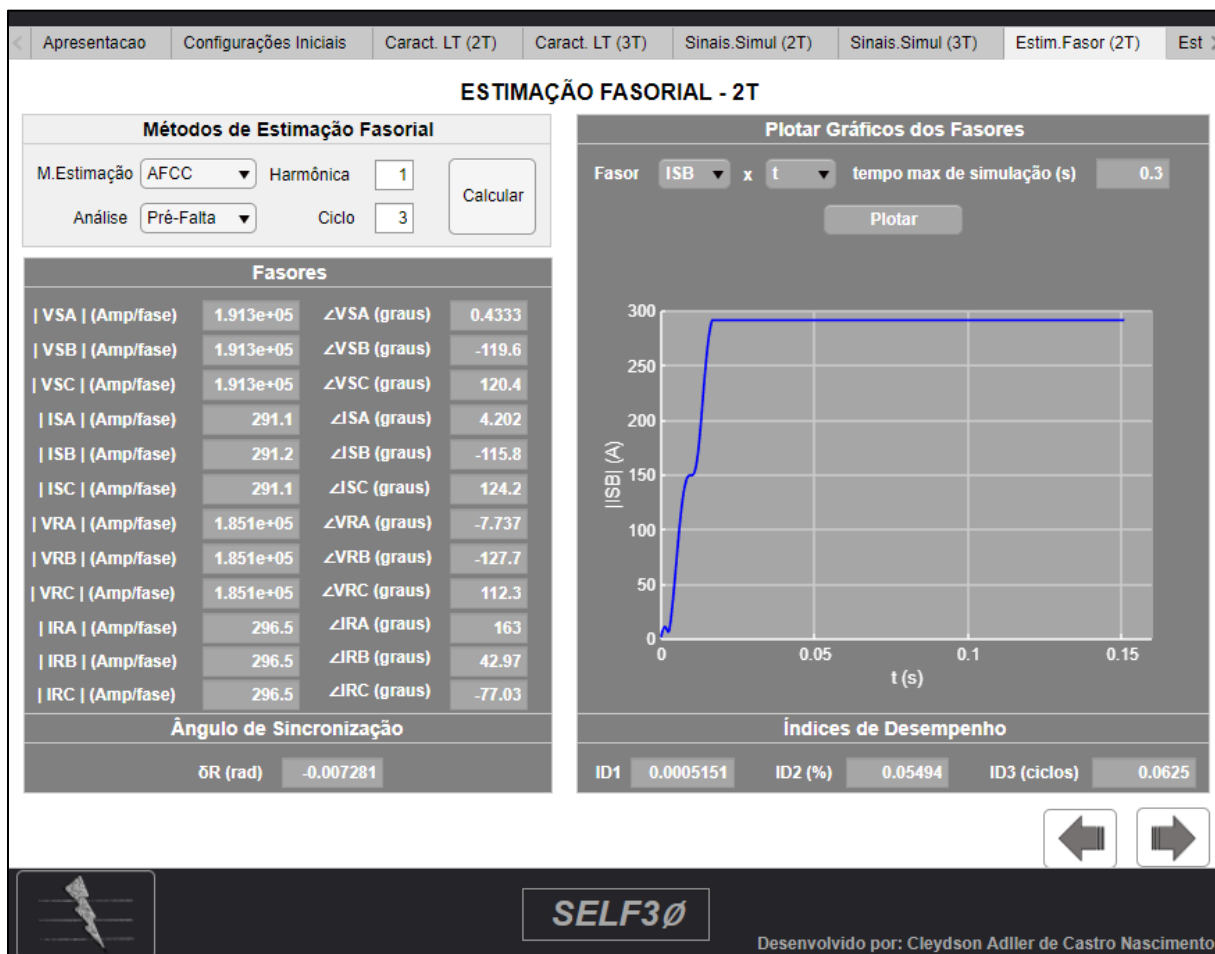 Apresentacao Configurações Iniciais Caract. LT (2T) Caract. LT (3T) Sinais.Simul (2T) Sinais.Simul (3T) Estim.Fasor (2T) Est
ESTIMAÇÃO FASORIAL - 2T
Métodos de Estimação Fasorial
M.Estimação AFCC Harmônica 1
Calcular
Análise Pré-Falta Ciclo 3
Fasores
| VSA | (Amp/fase) 1.913e+05 ∠VSA (graus) 0.4333
| VSB | (Amp/fase) 1.913e+05 ∠VSB (graus) -119.6
| VSC | (Amp/fase) 1.913e+05 ∠VSC (graus) 120.4
| ISA | (Amp/fase) 291.1 ∠ISA (graus) 4.202
| ISB | (Amp/fase) 291.2 ∠ISB (graus) -115.8
| ISC | (Amp/fase) 291.1 ∠ISC (graus) 124.2
| VRA | (Amp/fase) 1.851e+05 ∠VRA (graus) -7.737
| VRB | (Amp/fase) 1.851e+05 ∠VRB (graus) -127.7
| VRC | (Amp/fase) 1.851e+05 ∠VRC (graus) 112.3
| IRA | (Amp/fase) 296.5 ∠IRA (graus) 163
| IRB | (Amp/fase) 296.5 ∠IRB (graus) 42.97
| IRC | (Amp/fase) 296.5 ∠IRC (graus) -77.03
Ângulo de Sincronização
δR (rad) -0.007281
Plotar Gráficos dos Fasores
Fasor ISB x t tempo max de simulação (s) 0.3
Plotar
300
250
200
150
100
50
0
||ISB| (A)
0 0.05 0.1 0.15
t (s)
Índices de Desempenho
ID1 0.0005151 ID2 (%) 0.05494 ID3 (ciclos) 0.0625
SELF3Ø
Desenvolvido por: Cleydson Adller de Castro Nascimento